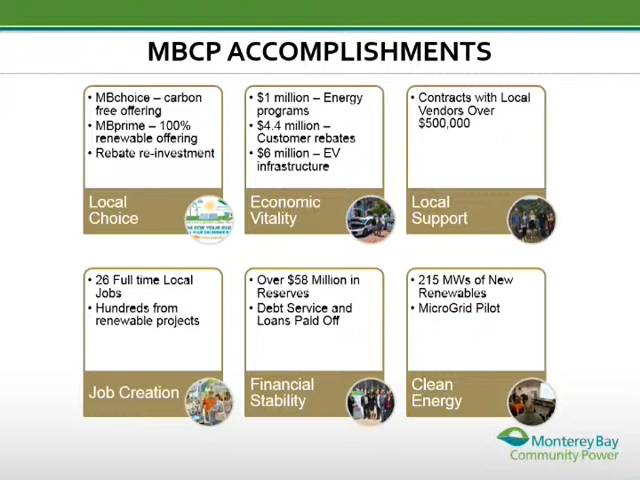 MBCP ACCOMPLISHMENTS
• MBchoice – carbon
free offering
• MBprime – 100%
renewable offering
• Rebate re-investment
Local
Choice
• $1 million – Energy
programs
• $4.4 million –
Customer rebates
• $6 million – EV
infrastructure
Economic
Vitality
• Contracts with Local
Vendors Over
$500,000
Local
Support
• 26 Full time Local
Jobs
• Hundreds from
renewable projects
Job Creation
• Over $58 Million in
Reserves
• Debt Service and
Loans Paid Off
Financial
Stability
• 215 MWs of New
Renewables
• MicroGrid Pilot
Clean
Energy
Monterey Bay
Community Power